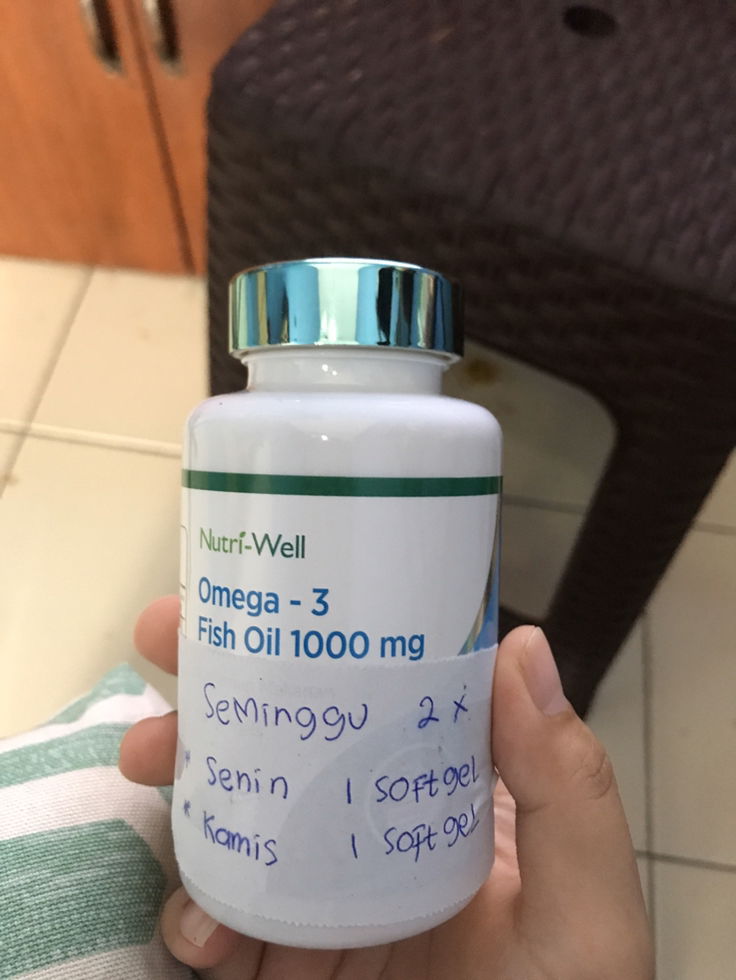 Nutri-Well
Omega - 3
Fish Oil 1000 mg
Seminggu 2 x
* Senin 1 softgel
* Kamis 1 softgel